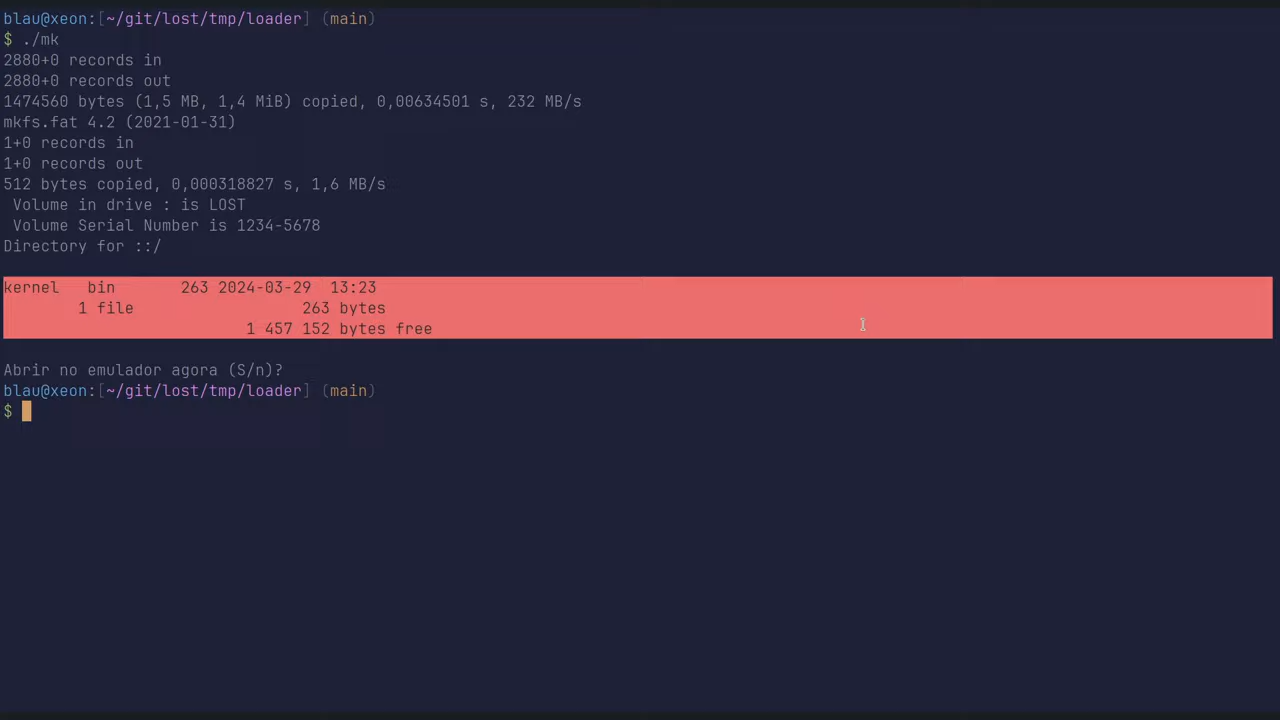 blau@xeon:[~/git/lost/tmp/loader] (main)
$ ./mk
2880+0 records in
2880+0 records out
1474560 bytes (1,5 MB, 1,4 MiB) copied, 0,00634501 s, 232 MB/s
mkfs.fat 4.2 (2021-01-31)
1+0 records in
1+0 records out
512 bytes copied, 0,000318827 s, 1,6 MB/s
 Volume in drive : is LOST
 Volume Serial Number is 1234-5678
Directory for ::/
kernel   bin       263 2024-03-29  13:23
        1 file                  263 bytes
                          1 457 152 bytes free
Abrir no emulador agora (S/n)?
blau@xeon:[~/git/lost/tmp/loader] (main)
$